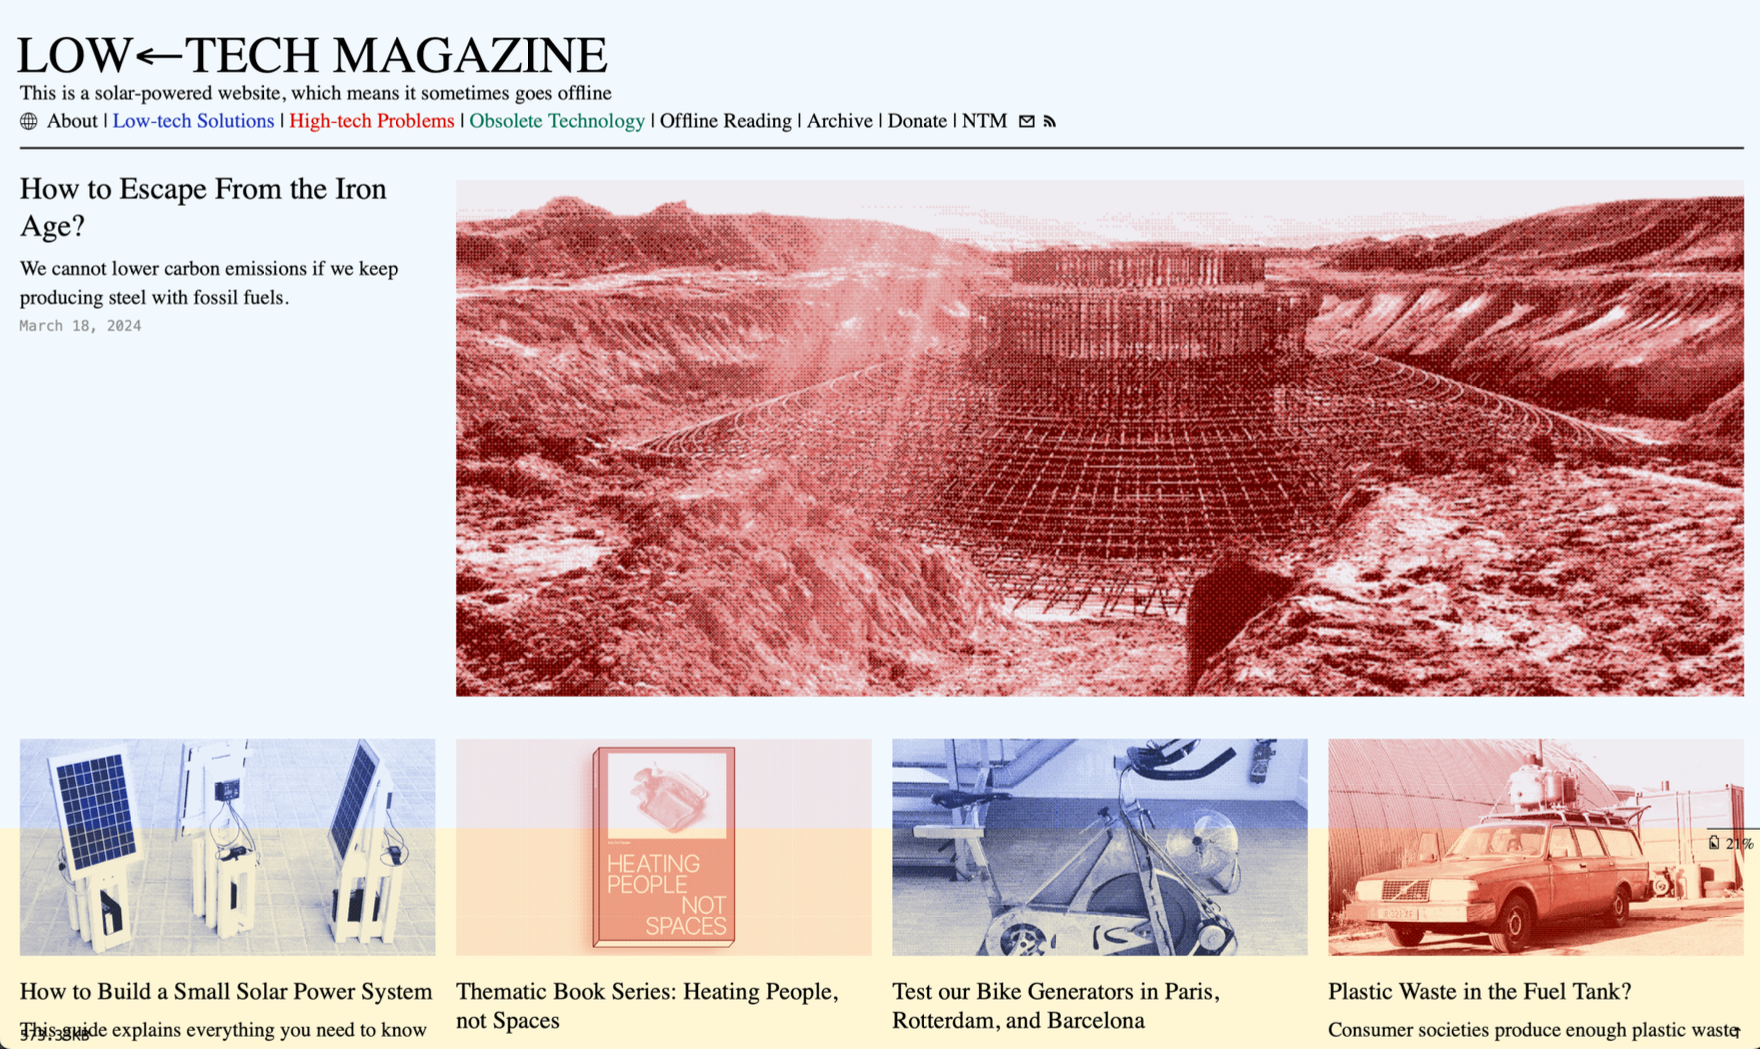 LOW←TECH MAGAZINE
This is a solar-powered website, which means it sometimes goes offline
About | Low-tech Solutions | High-tech Problems | Obsolete Technology | Offline Reading | Archive | Donate | NTM
How to Escape From the Iron
Age?
We cannot lower carbon emissions if we keep
producing steel with fossil fuels.
March 18, 2024
HEATING
PEOPLE
NOT
SPACES
21%
How to Build a Small Solar Power System
This guide explains everything you need to know
Thematic Book Series: Heating People,
not Spaces
Test our Bike Generators in Paris,
Rotterdam, and Barcelona
Plastic Waste in the Fuel Tank?
Consumer societies produce enough plastic waste